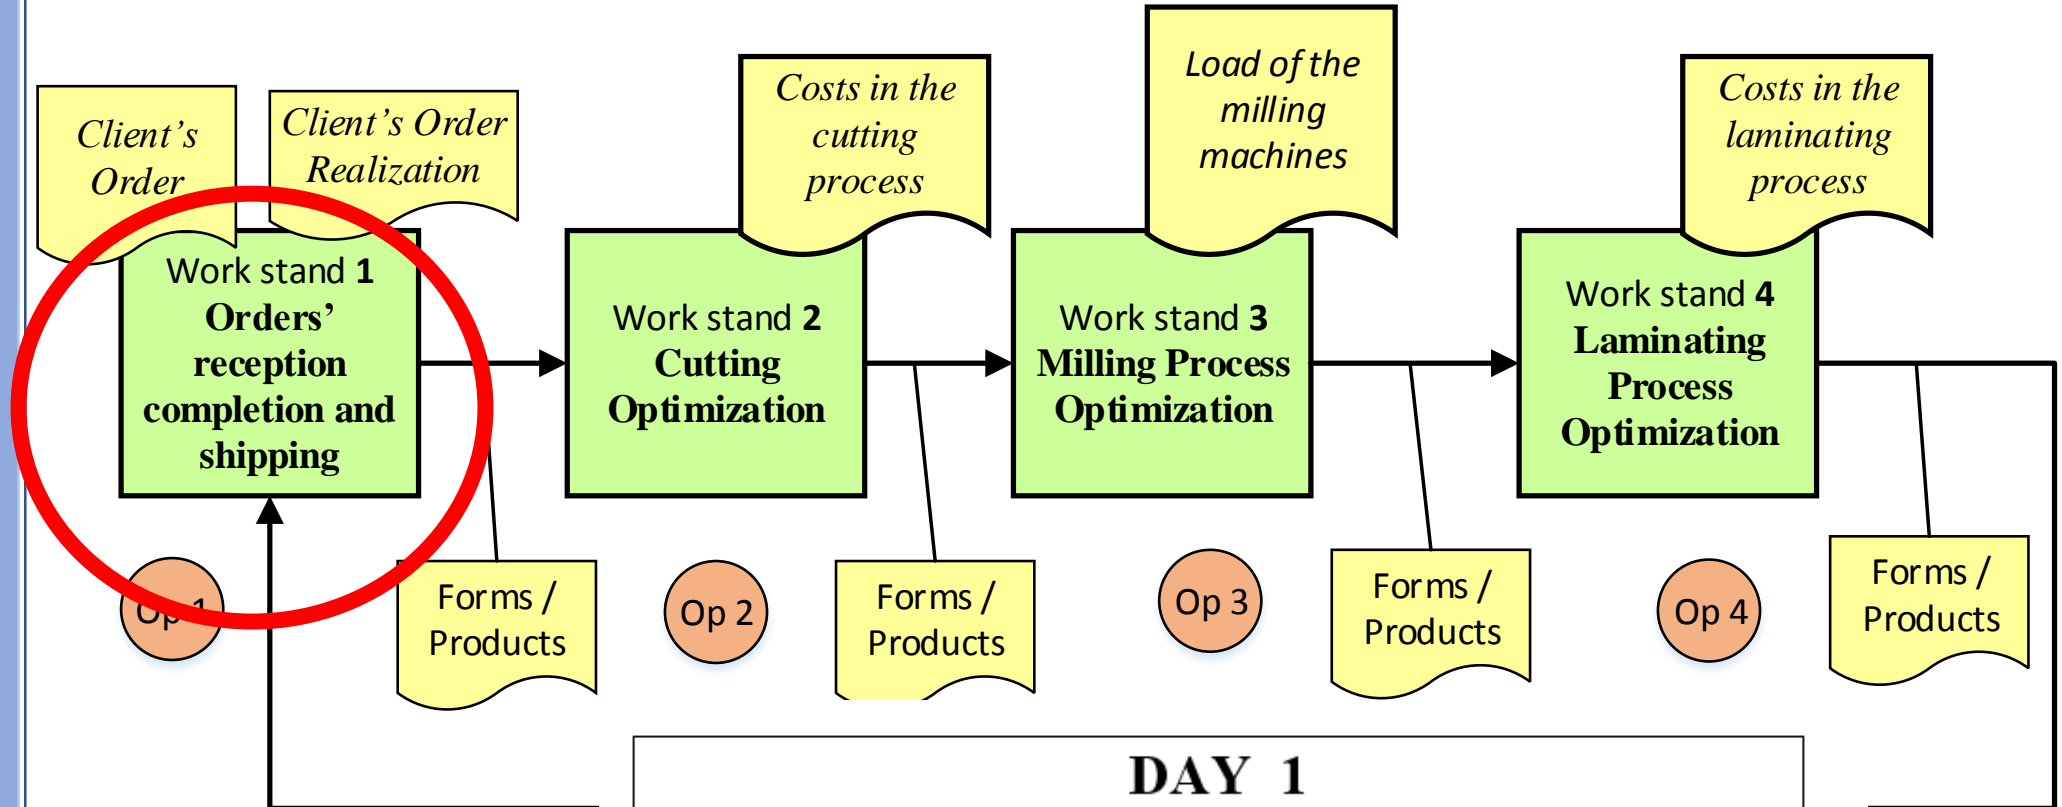 Client’s
Order
Client’s Order
Realization
Costs in the
cutting
process
Load of the
milling
machines
Costs in the
laminating
process
Work stand 1
Orders’
reception
completion and
shipping
Work stand 2
Cutting
Optimization
Work stand 3
Milling Process
Optimization
Work stand 4
Laminating
Process
Optimization
Op 1
Forms /
Products
Op 2
Forms /
Products
Op 3
Forms /
Products
Op 4
Forms /
Products
DAY 1